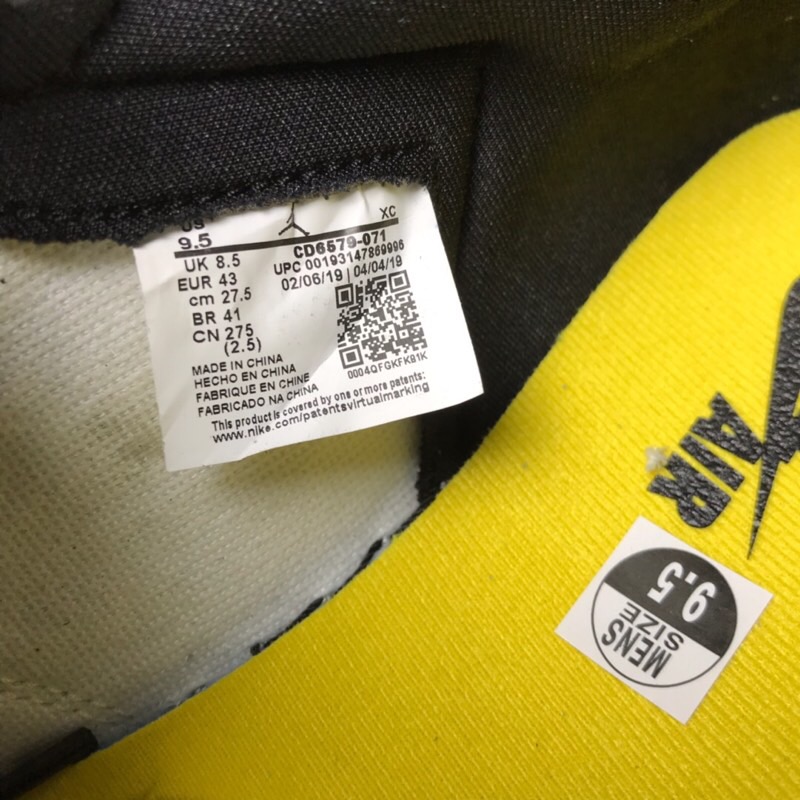 US
9.5
XC
UK 8.5
EUR 43
cm 27.5
BR 41
CN 275
(2.5)
CD6579-071
UPC 00193147869996
02/06/19 | 04/04/19
0004QFGKFK81K
MADE IN CHINA
HECHO EN CHINA
FABRIQUE EN CHINE
FABRICADO NA CHINA
This product is covered by one or more patents:
www.nike.com/patentsvirtualmarking
AIR
9.5
MENS
SIZE